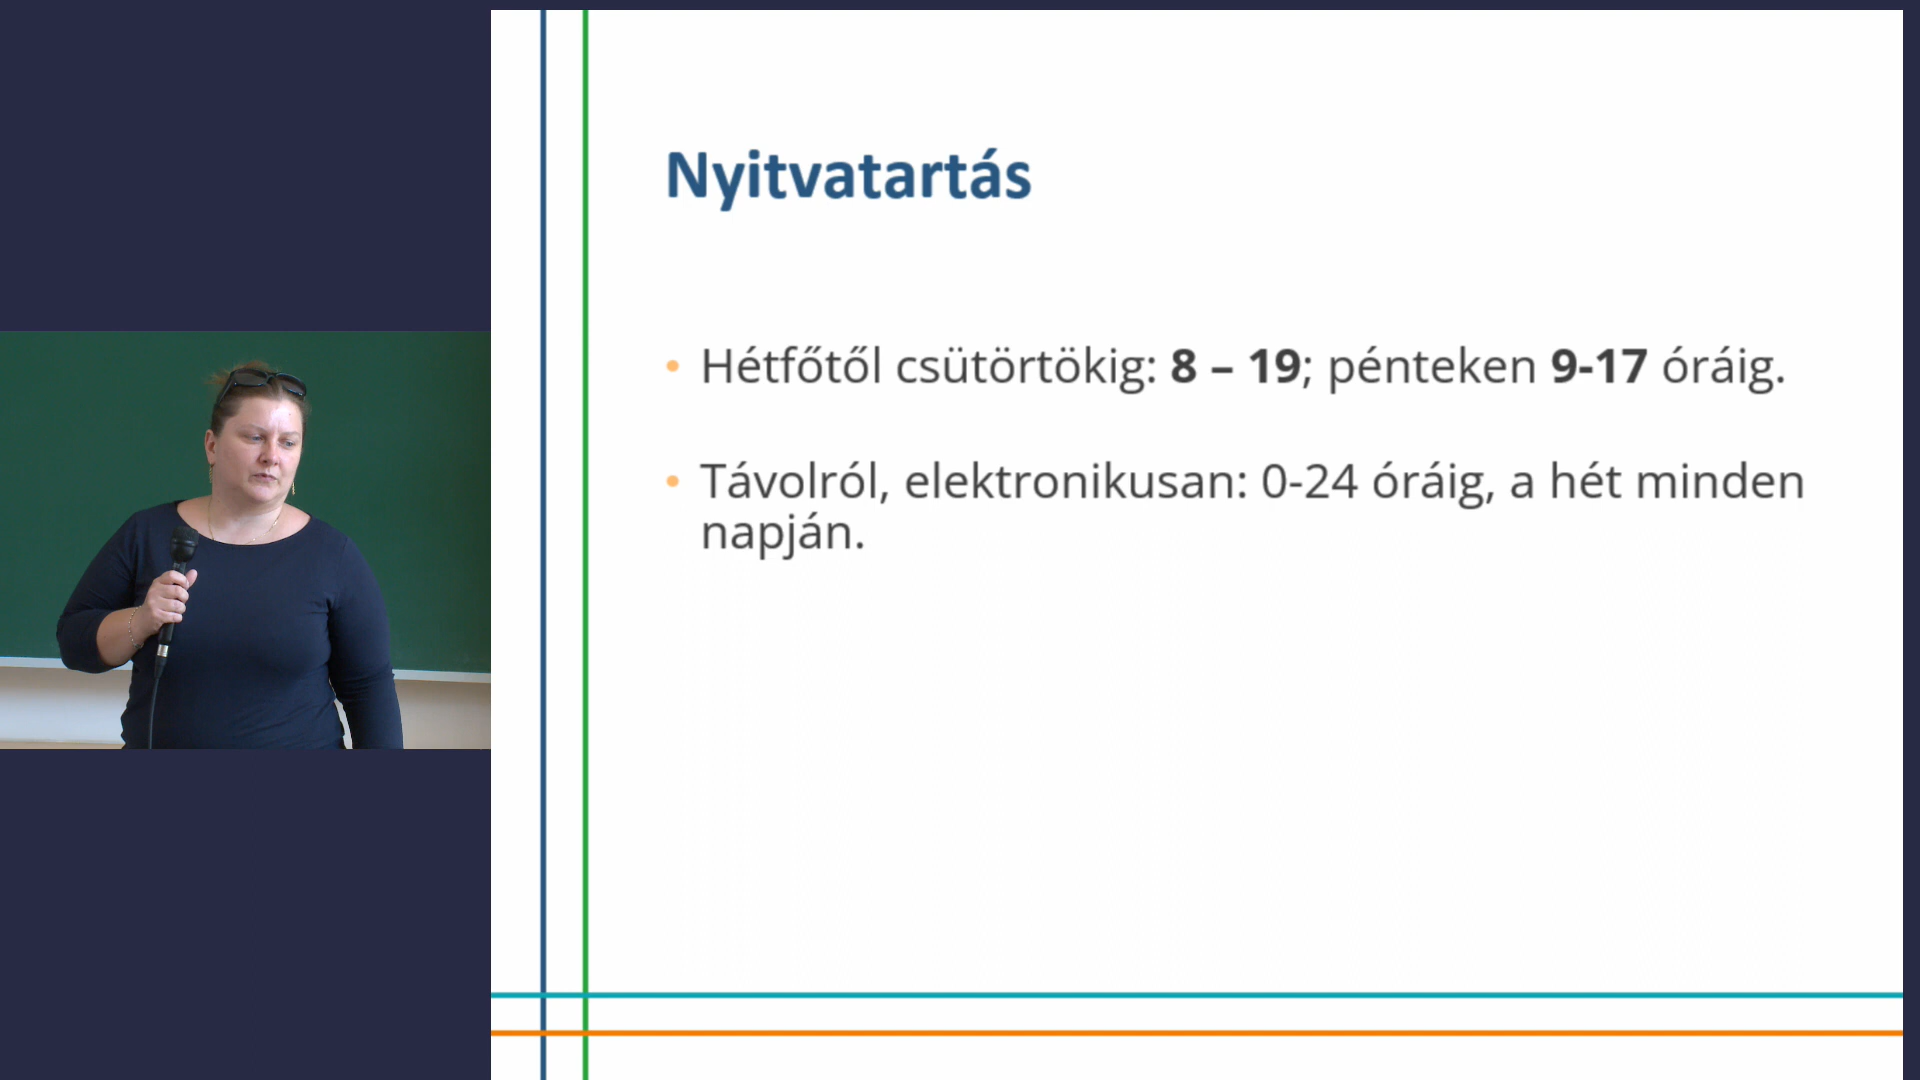 Nyitvatartás
• Hétfőtől csütörtökig: 8 – 19; pénteken 9-17 óráig.
• Távolról, elektronikusan: 0-24 óráig, a hét minden
napján.